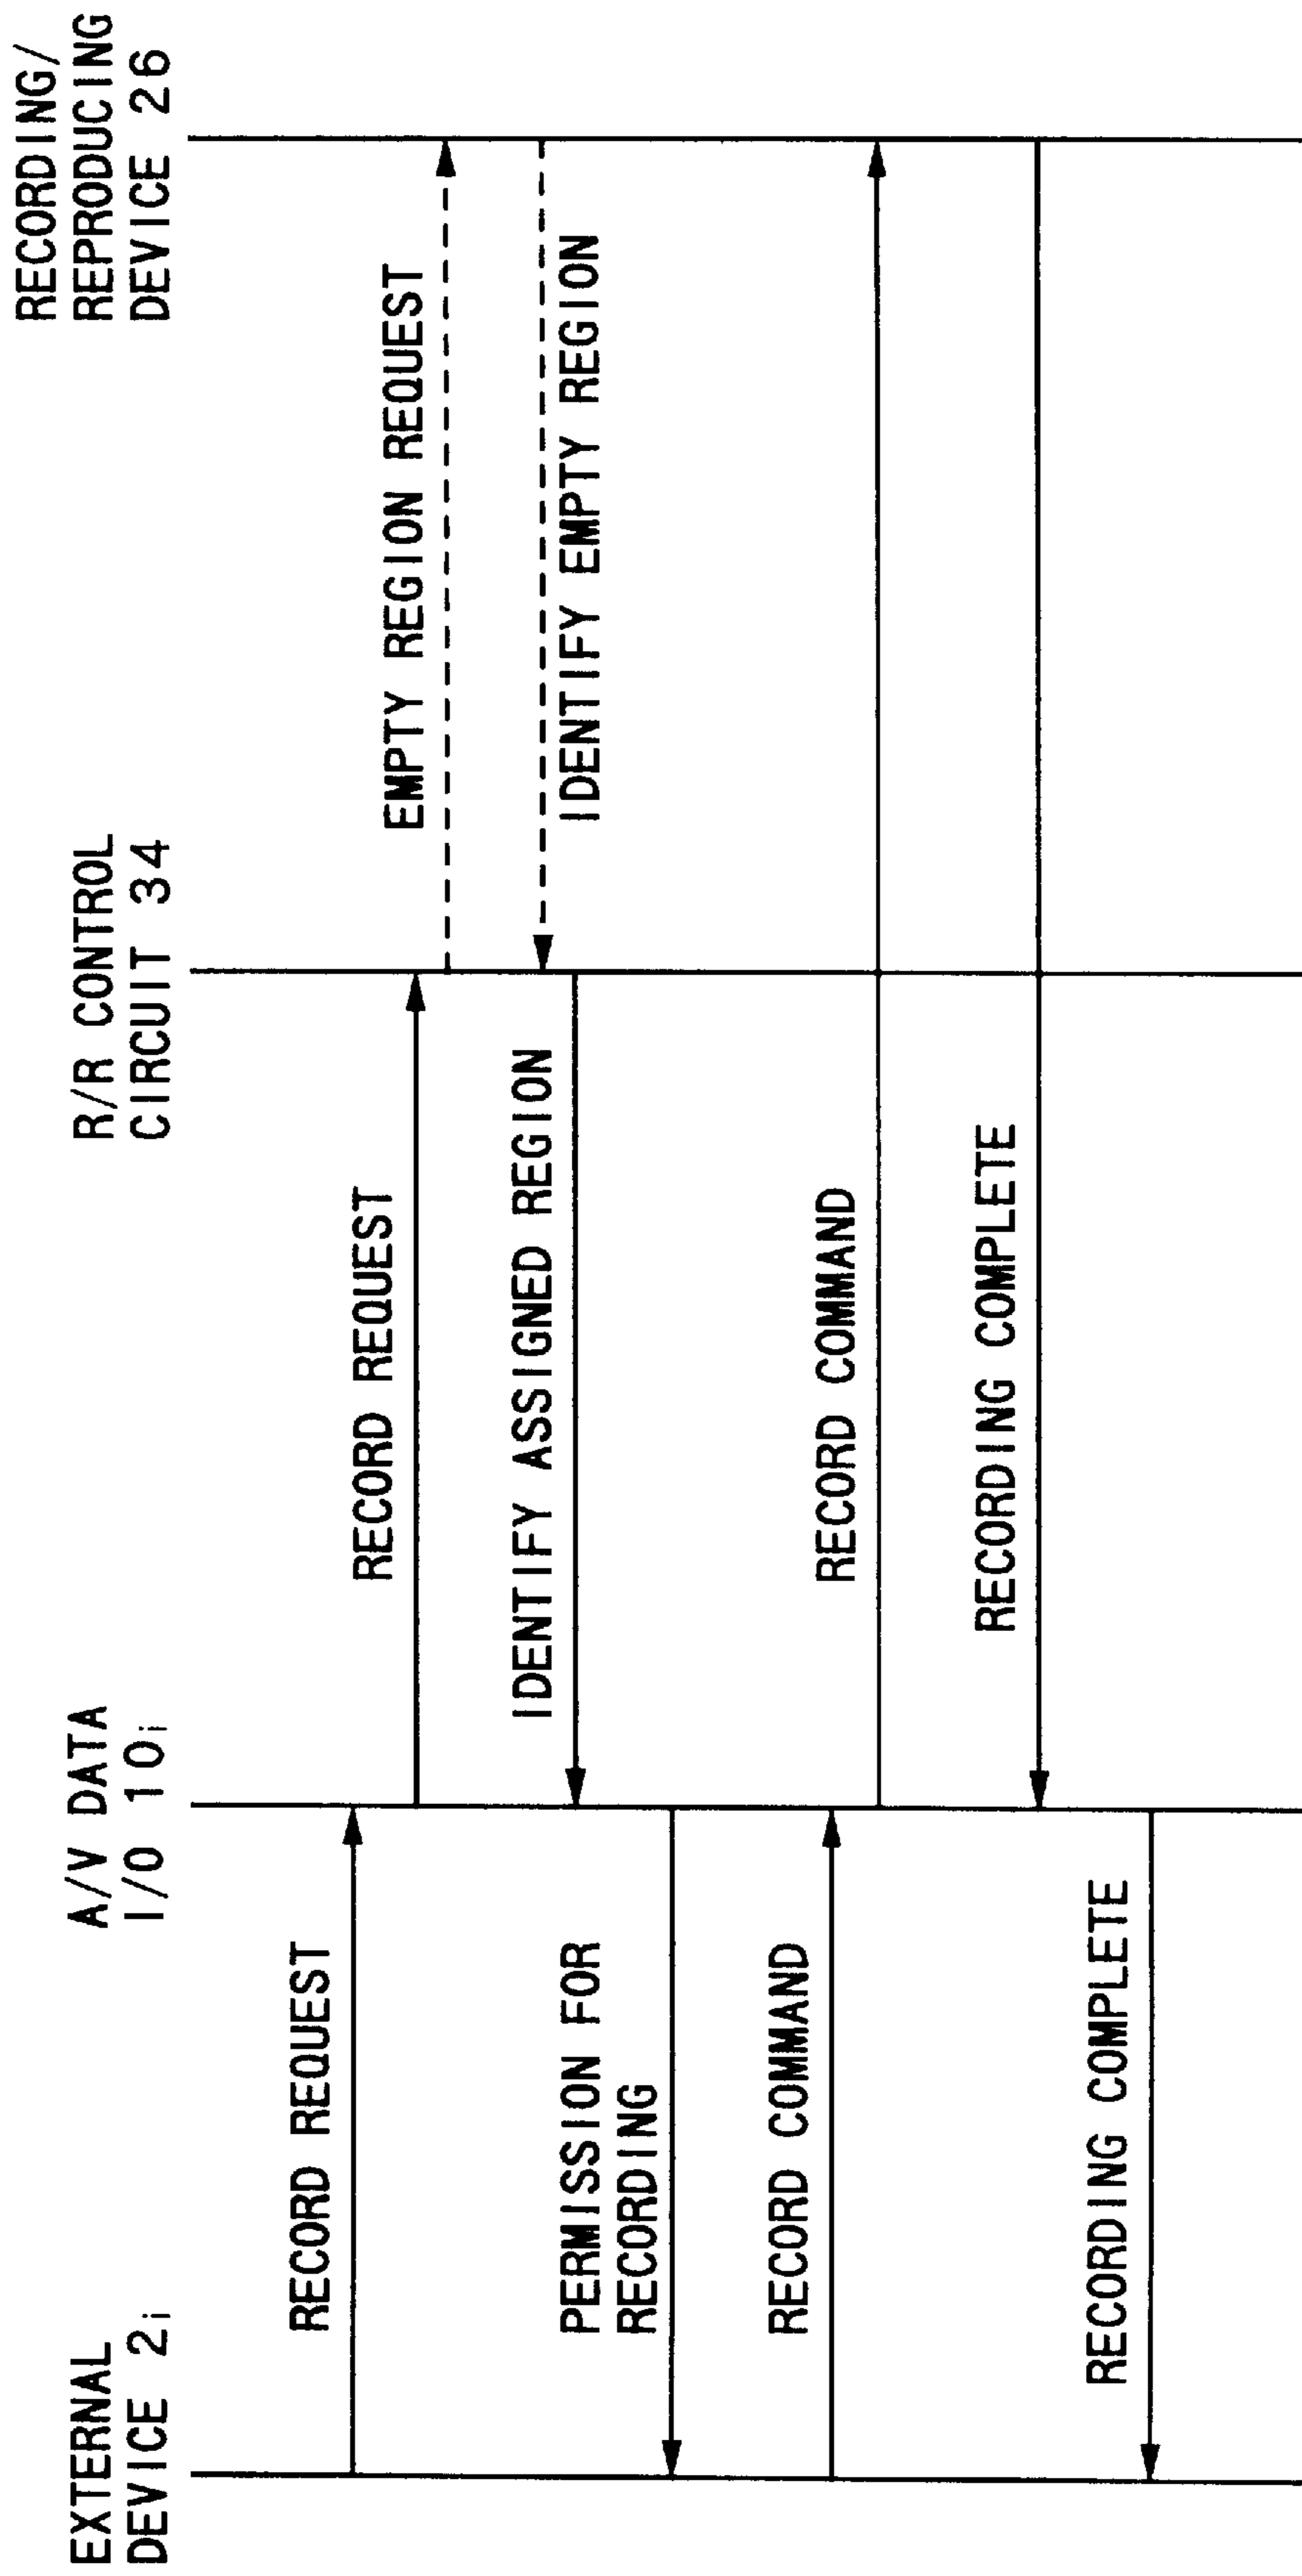 EXTERNAL
DEVICE 2i
A/V DATA
I/O 10i
R/R CONTROL
CIRCUIT 34
RECORDING/
REPRODUCING
DEVICE 26
RECORD REQUEST
RECORD REQUEST
EMPTY REGION REQUEST
IDENTIFY ASSIGNED REGION
IDENTIFY EMPTY REGION
PERMISSION FOR
RECORDING
RECORD COMMAND
RECORD COMMAND
RECORDING COMPLETE
RECORDING COMPLETE